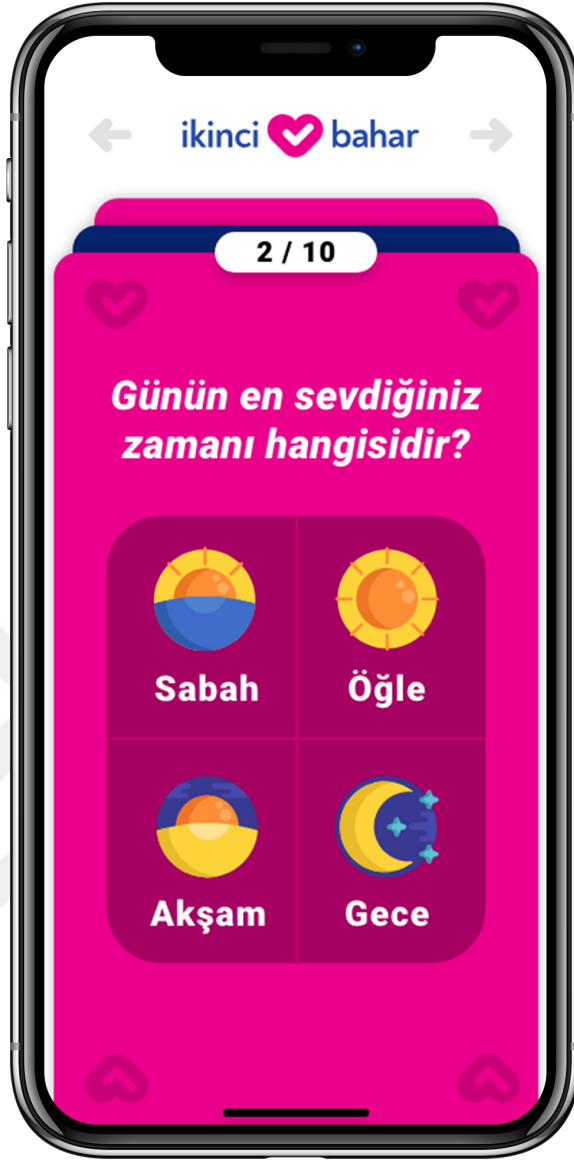 ikinci bahar
2 / 10
Günün en sevdiğiniz
zamanı hangisidir?
Sabah
Öğle
Akşam
Gece